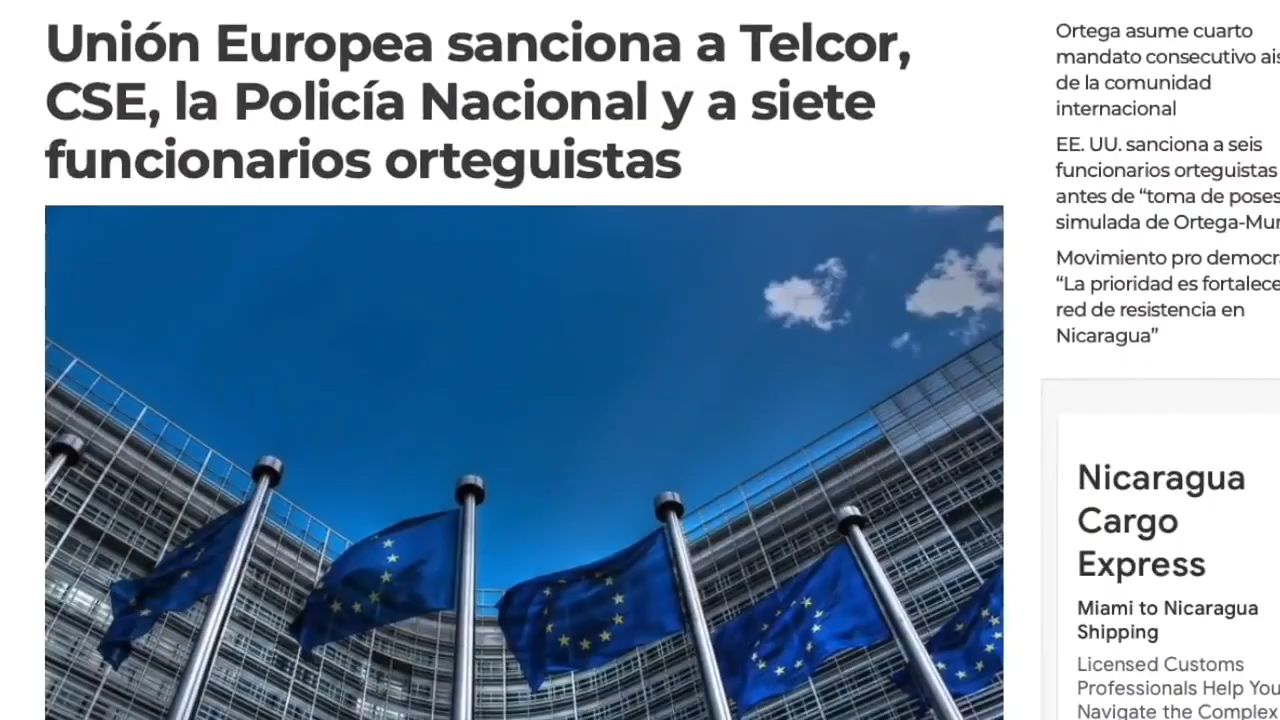 Unión Europea sanciona a Telcor,
CSE, la Policía Nacional y a siete
funcionarios orteguistas
Ortega asume cuarto
mandato consecutivo
de la comunidad
internacional
EE. UU. sanciona a seis
funcionarios orteguistas
antes de “toma de
simulada de
Movimiento pro
“La prioridad es
red de resistencia en
Nicaragua”
Nicaragua
Cargo
Express
Miami to Nicaragua
Shipping
Licensed Customs
Professionals Help You
Navigate the Complex